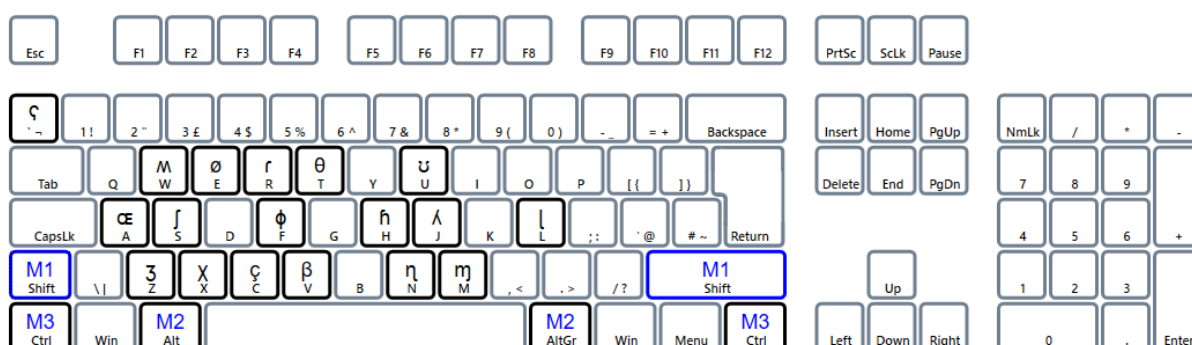 Esc F1 F2 F3 F4 F5 F6 F7 F8 F9 F10 F11 F12 PrtSc ScLk Pause
ʕ
` ¬ 1 ! 2 " 3 £ 4 $ 5 % 6 ^ 7 & 8 * 9 ( 0 ) - _ = + Backspace Insert Home PgUp NmLk / * -
ʍ ø ɾ θ ʊ
Tab Q W E R T Y U I O P [ { ] } Delete End PgDn 7 8 9
Œ ʃ ɸ ɦ ʎ ɭ
CapsLk A S D F G H J K L ; : ' @ # ~ Return 4 5 6 +
M1 ʒ χ ç β ɳ ɱ M1
Shift \ | Z X C V B N M , < . > / ? Shift Up 1 2 3
M3 M2 M2 M3
Ctrl Win Alt AltGr Win Menu Ctrl Left Down Right 0 . Enter